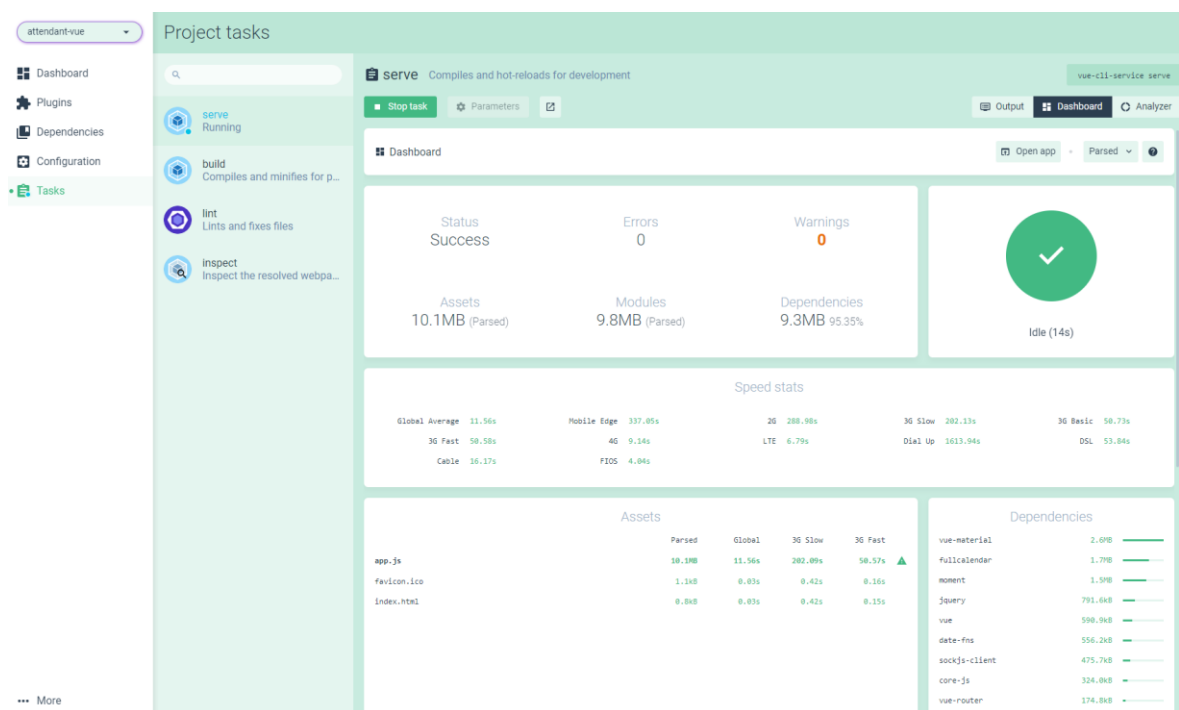 attendant-vue
Project tasks
Dashboard
Plugins
Dependencies
Configuration
Tasks
More
serve
Running
build
Compiles and minifies for p...
lint
Lints and fixes files
inspect
Inspect the resolved webpa...
serve Compiles and hot-reloads for development
vue-cli-service serve
Stop task Parameters
Output Dashboard Analyzer
Dashboard
Open app Parsed
Status Errors Warnings
Success 0 0
Assets Modules Dependencies
10.1MB (Parsed) 9.8MB (Parsed) 9.3MB 95.35%
Idle (14s)
Speed stats
Global Average 11.56s Mobile Edge 337.05s 2G 288.98s 3G Slow 202.13s 3G Basic 50.73s
3G Fast 50.58s 4G 9.14s LTE 6.79s Dial Up 1613.94s DSL 53.84s
Cable 16.17s FIOS 4.04s
Assets
Parsed Global 3G Slow 3G Fast
app.js 10.1MB 11.56s 202.09s 50.57s
favicon.ico 1.1kB 0.03s 0.42s 0.16s
index.html 0.8kB 0.03s 0.42s 0.15s
Dependencies
vue-material 2.6MB
fullcalendar 1.7MB
moment 1.5MB
jquery 791.6kB
vue 590.9kB
date-fns 556.2kB
sockjs-client 475.7kB
core-js 324.0kB
vue-router 174.8kB